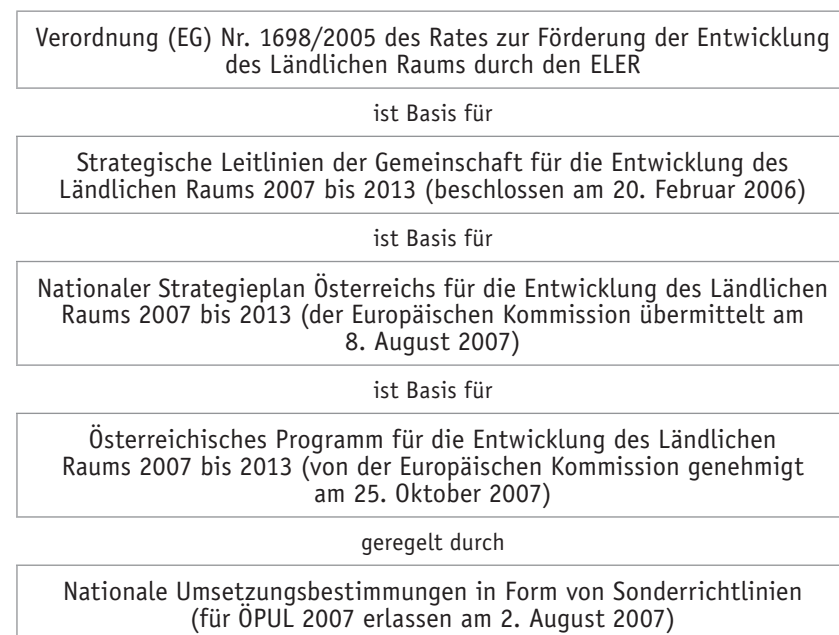 Verordnung (EG) Nr. 1698/2005 des Rates zur Förderung der Entwicklung
des Ländlichen Raums durch den ELER
ist Basis für
Strategische Leitlinien der Gemeinschaft für die Entwicklung des
Ländlichen Raums 2007 bis 2013 (beschlossen am 20. Februar 2006)
ist Basis für
Nationaler Strategieplan Österreichs für die Entwicklung des Ländlichen
Raums 2007 bis 2013 (der Europäischen Kommission übermittelt am
8. August 2007)
ist Basis für
Österreichisches Programm für die Entwicklung des Ländlichen
Raums 2007 bis 2013 (von der Europäischen Kommission genehmigt
am 25. Oktober 2007)
geregelt durch
Nationale Umsetzungsbestimmungen in Form von Sonderrichtlinien
(für ÖPUL 2007 erlassen am 2. August 2007)